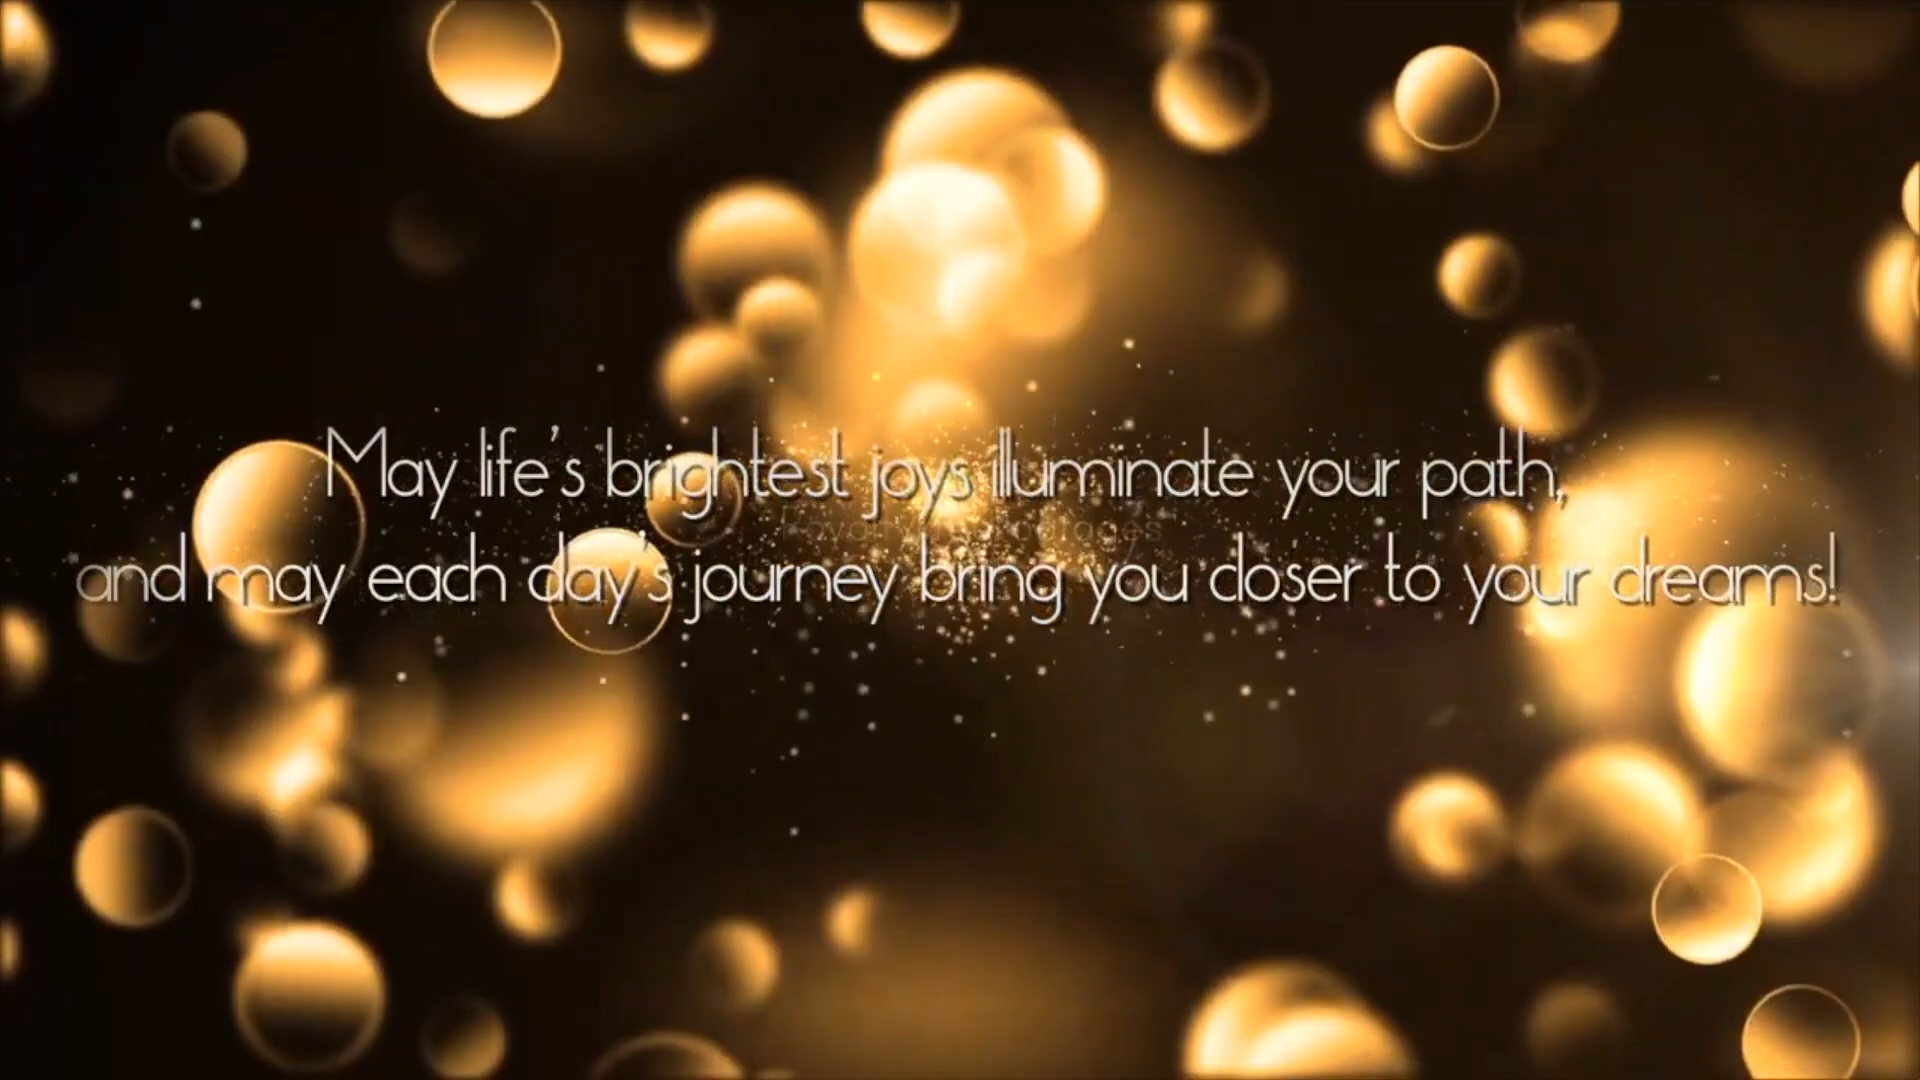 May life's brightest joys illuminate your path,
and may each day's journey bring you closer to your dreams!